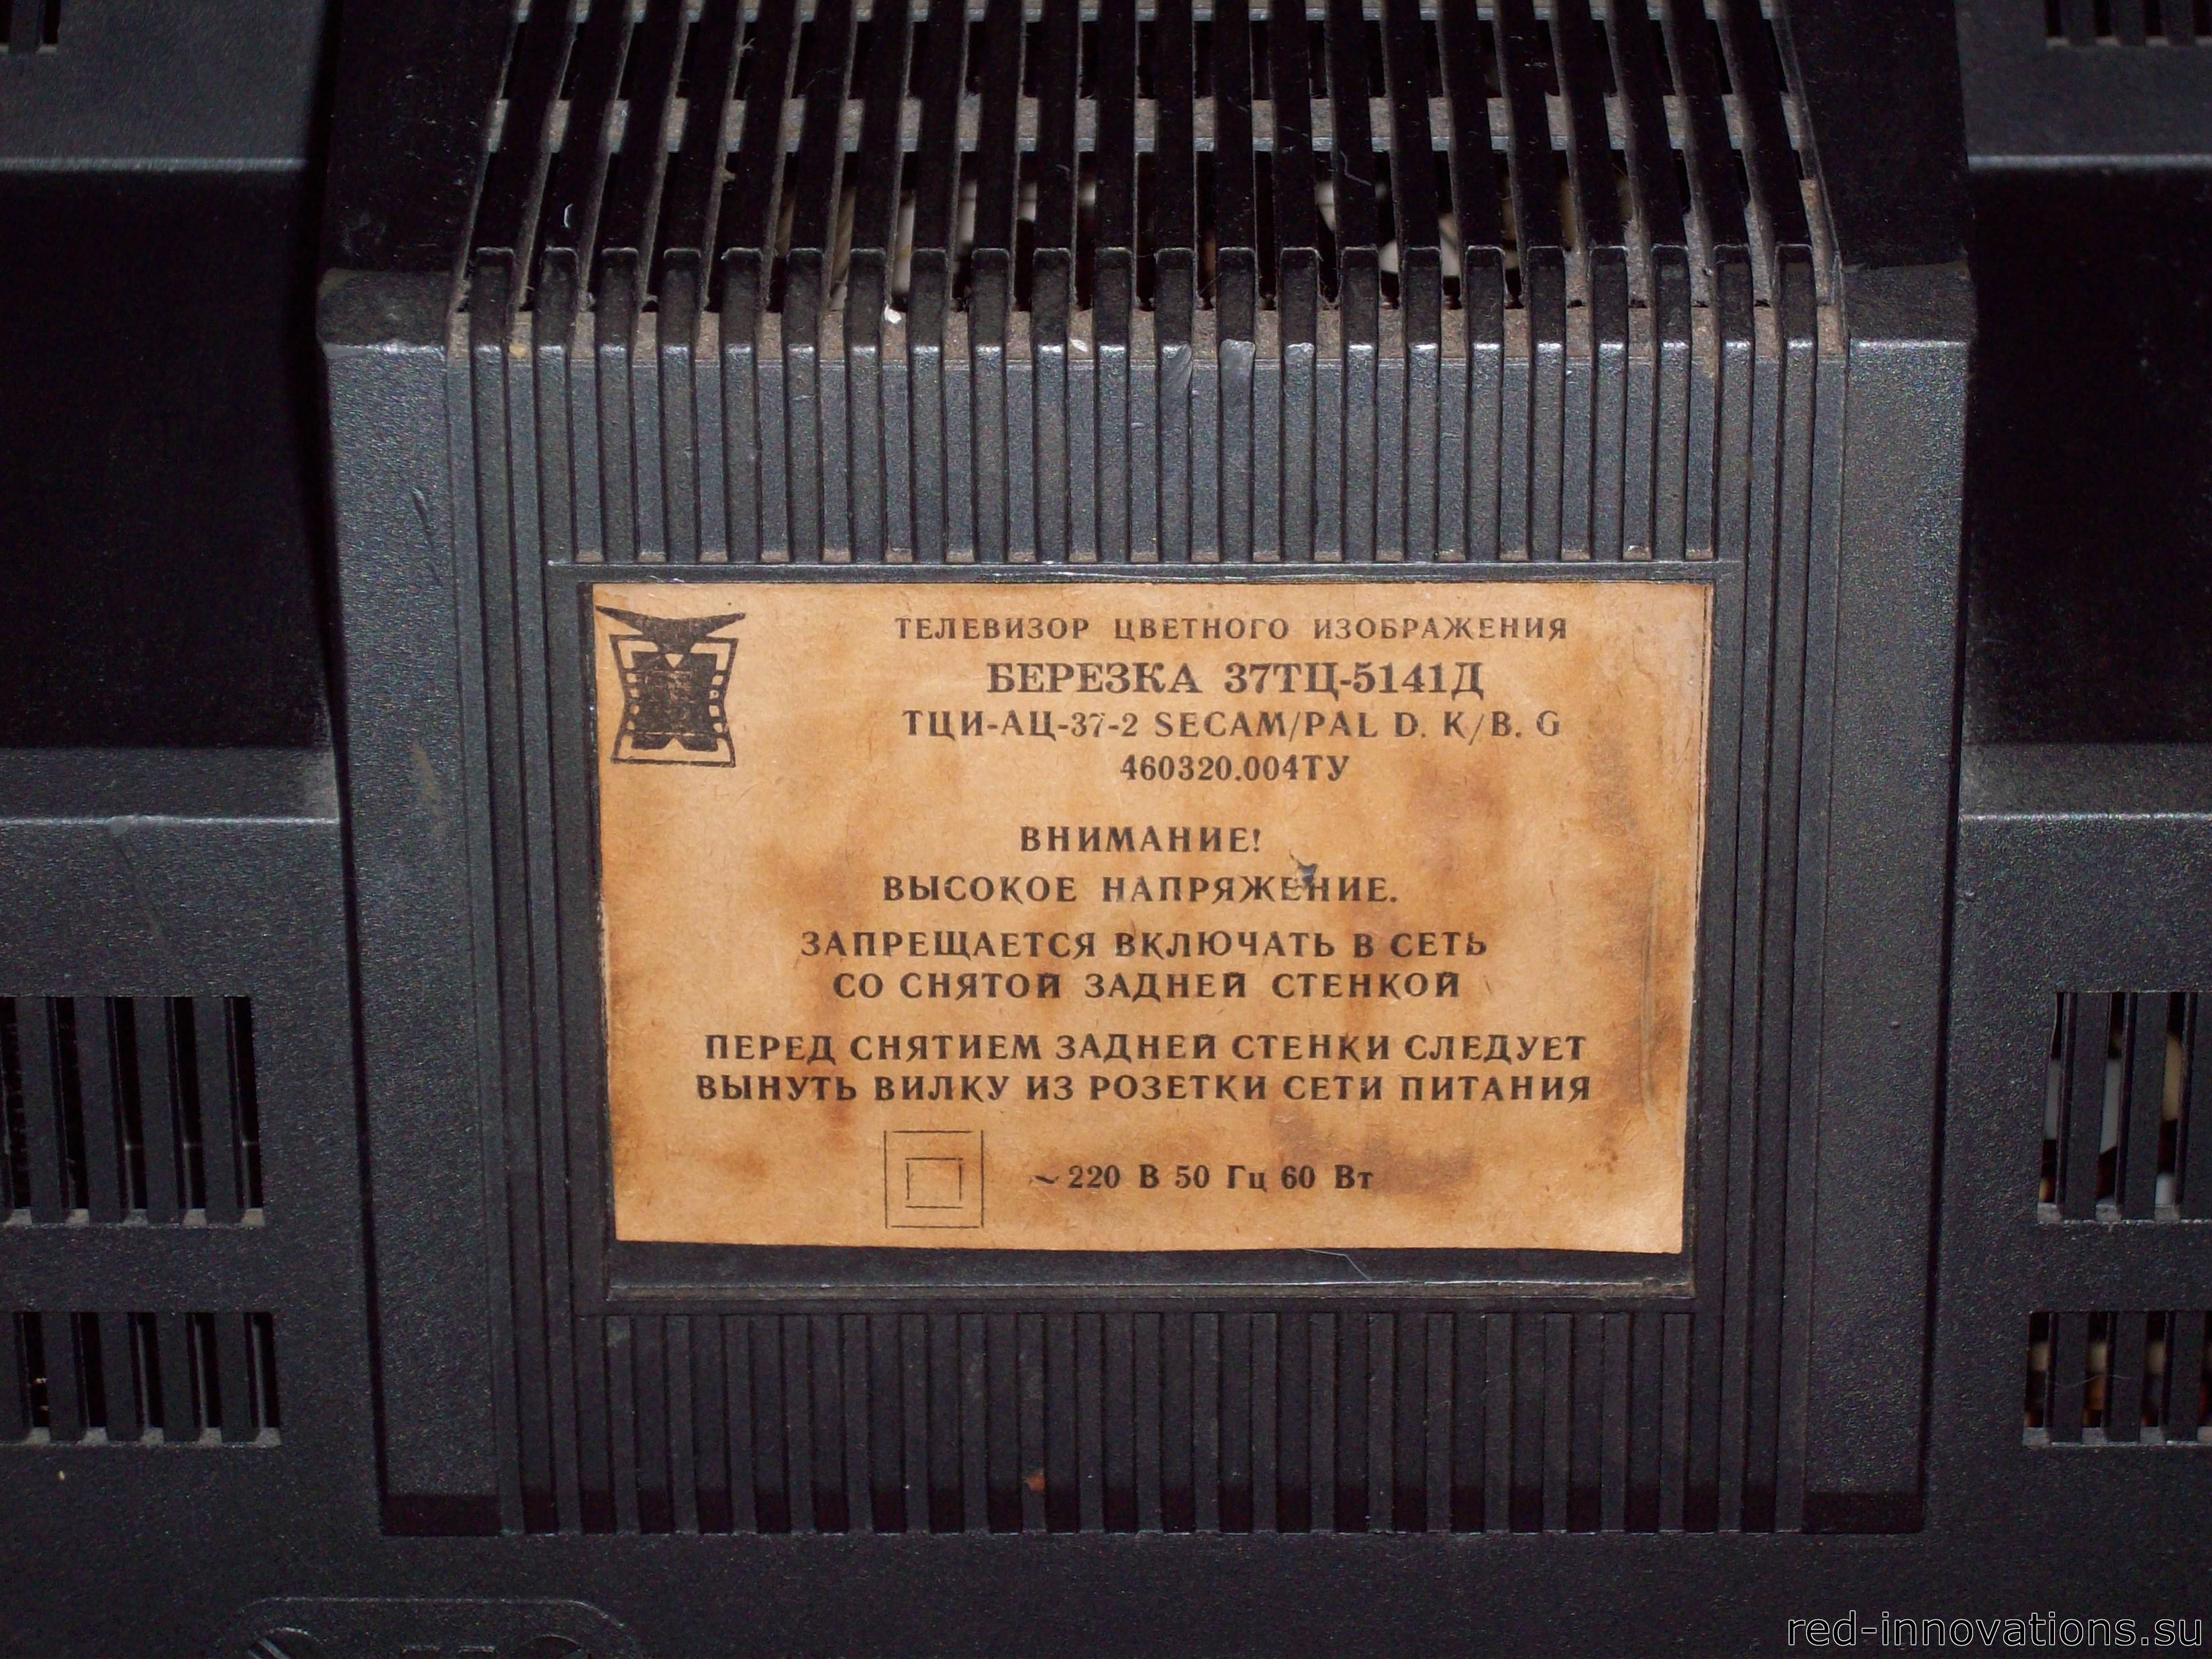 ТЕЛЕВИЗОР ЦВЕТНОГО ИЗОБРАЖЕНИЯ
БЕРЕЗКА 37ТЦ-5141Д
ТЦИ-АЦ-37-2 SECAM/PAL D. K/B. G
460320.004ТУ
ВНИМАНИЕ!
ВЫСОКОЕ НАПРЯЖЕНИЕ.
ЗАПРЕЩАЕТСЯ ВКЛЮЧАТЬ В СЕТЬ
СО СНЯТОЙ ЗАДНЕЙ СТЕНКОЙ
ПЕРЕД СНЯТИЕМ ЗАДНЕЙ СТЕНКИ СЛЕДУЕТ
ВЫНУТЬ ВИЛКУ ИЗ РОЗЕТКИ СЕТИ ПИТАНИЯ
~ 220 В 50 Гц 60 Вт
red-innovations.su